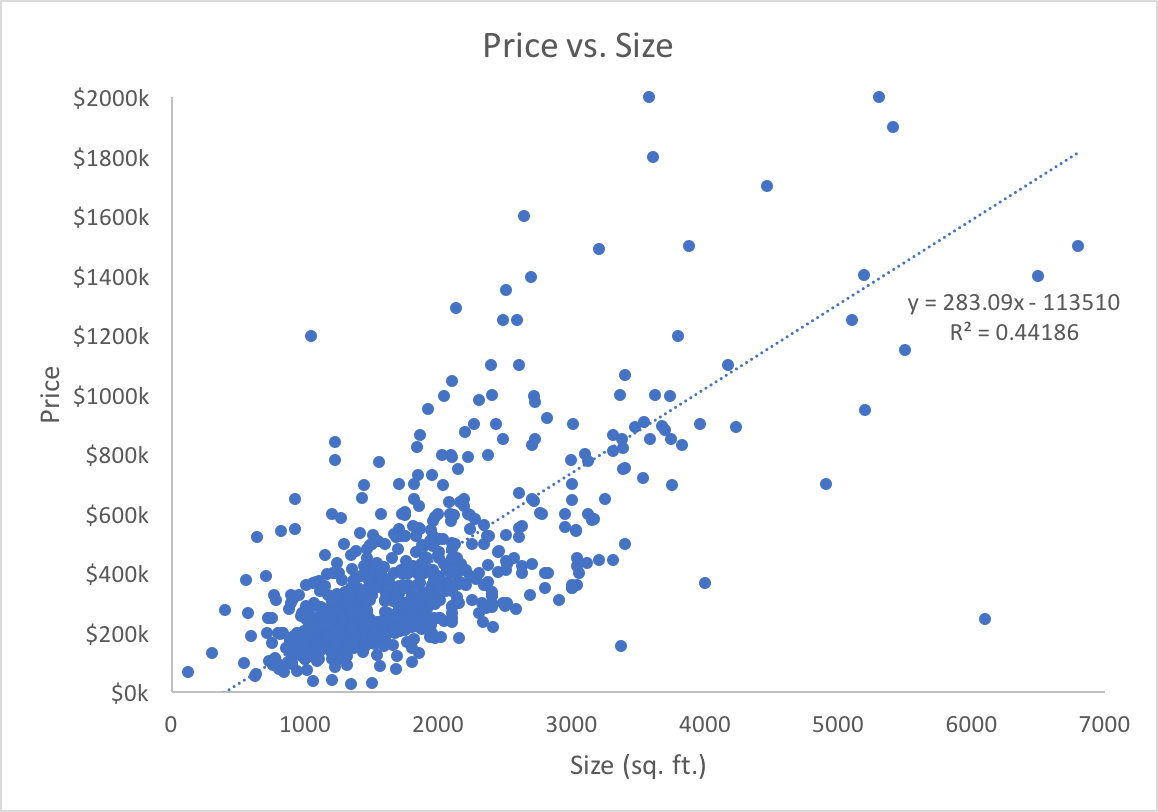 Price vs. Size
$2000k
$1800k
$1600k
$1400k
$1200k
$1000k
$800k
$600k
$400k
$200k
$0k
Price
y = 283.09x - 113510
R² = 0.44186
0 1000 2000 3000 4000 5000 6000 7000
Size (sq. ft.)